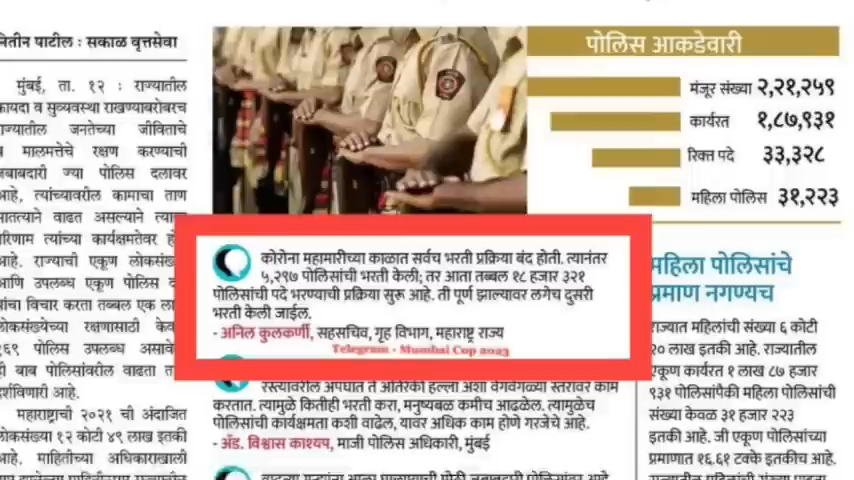 नितीन पाटील : सकाळ वृत्तसेवा
मुंबई, ता. १२ : राज्यातील
कायदा व सुव्यवस्था राखण्याबरोबरच
राज्यातील जनतेच्या जीविताचे
व मालमत्तेचे रक्षण करण्याची
जबाबदारी ज्या पोलिस दलावर
आहे, त्यांच्यावरील कामाचा ताण
सातत्याने वाढत असल्याने
परिणाम त्यांच्या कार्यक्षमतेवर
आहे. राज्याची एकूण
आणि उपलब्ध एकूण पोलिस
यांचा विचार करता तब्बल एक
लोकसंख्येच्या रक्षणासाठी
१६९ पोलिस उपलब्ध
ही बाब पोलिसांवरील वाढता
दर्शविणारी आहे.
महाराष्ट्राची २०२१ ची अंदाजित
लोकसंख्या १२ कोटी ४९ लाख इतकी
आहे. माहितीच्या अधिकाराखाली
पोलिस आकडेवारी
मंजूर संख्या २,२१,२५९
कार्यरत १,८७,९३१
रिक्त पदे ३३,३२८
महिला पोलिस ३१,२२३
कोरोना महामारीच्या काळात सर्वच भरती प्रक्रिया बंद होती. त्यानंतर
५,२९७ पोलिसांची भरती केली; तर आता तब्बल १८ हजार ३२१
पोलिसांची पदे भरण्याची प्रक्रिया सुरू आहे. ती पूर्ण झाल्यावर लगेच दुसरी
भरती केली जाईल.
- अनिल कुलकर्णी, सहसचिव, गृह विभाग, महाराष्ट्र राज्य
Telegram - Mumbai Cop 2023
रस्त्यावरील अपघात ते अतिरेकी हल्ला अशा वेगवेगळ्या स्तरावर काम
करतात. त्यामुळे कितीही भरती करा, मनुष्यबळ कमीच आढळेल. त्यामुळेच
पोलिसांची कार्यक्षमता कशी वाढेल, यावर अधिक काम होणे गरजेचे आहे.
- अ‍ॅड. विश्वास काश्यप, माजी पोलिस अधिकारी, मुंबई
महिला पोलिसांचे
प्रमाण नगण्यच
राज्यात महिलांची संख्या ६ कोटी
२० लाख इतकी आहे. राज्यातील
एकूण कार्यरत १ लाख ८७ हजार
९३१ पोलिसांपैकी महिला पोलिसांची
संख्या केवळ ३१ हजार २२३
इतकी आहे. जी एकूण पोलिसांच्या
प्रमाणात १६.६१ टक्के इतकीच आहे.